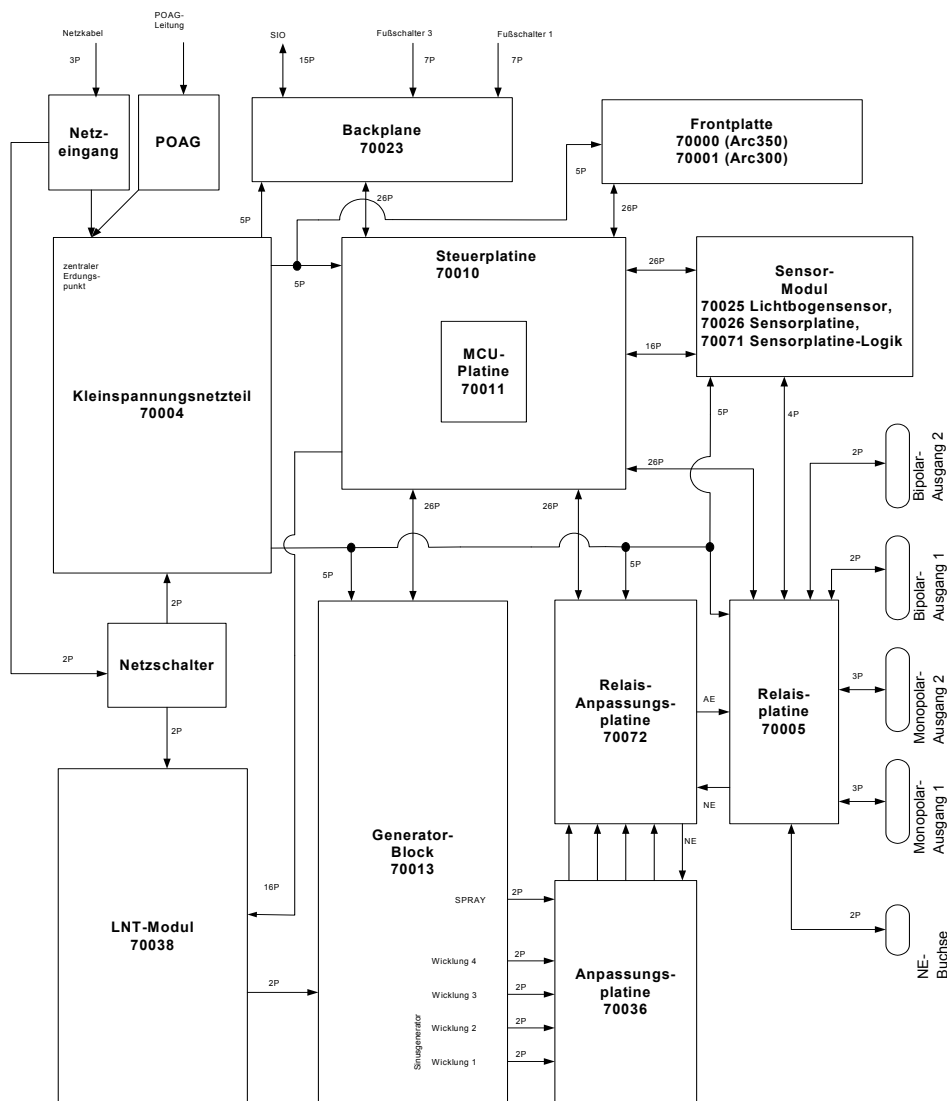 POAG-
Leitung
Netzkabel
SIO
Fußschalter 3
Fußschalter 1
3P
15P
7P
7P
Netz-
eingang
POAG
Backplane
70023
Frontplatte
70000 (Arc350)
70001 (Arc300)
5P
5P
26P
26P
zentraler
Erdungs-
punkt
Steuerplatine
70010
5P
26P
Sensor-
Modul
70025 Lichtbogensensor,
70026 Sensorplatine,
70071 Sensorplatine-Logik
16P
MCU-
Platine
70011
Kleinspannungsnetzteil
70004
5P
4P
26P
2P
Bipolar-
Ausgang 2
26P
26P
5P
5P
2P
Bipolar-
Ausgang 1
2P
Netzschalter
2P
2P
Relais-
Anpassungs-
platine
70072
AE
NE
NE
Relais-
platine
70005
3P
Monopolar-
Ausgang 2
3P
Monopolar-
Ausgang 1
Generator-
Block
70013
16P
LNT-Modul
70038
2P
SPRAY
2P
Wicklung 4
2P
Wicklung 3
2P
Wicklung 2
2P
Wicklung 1
2P
Sinusgenerator
Anpassungs-
platine
70036
2P
NE-
Buchse